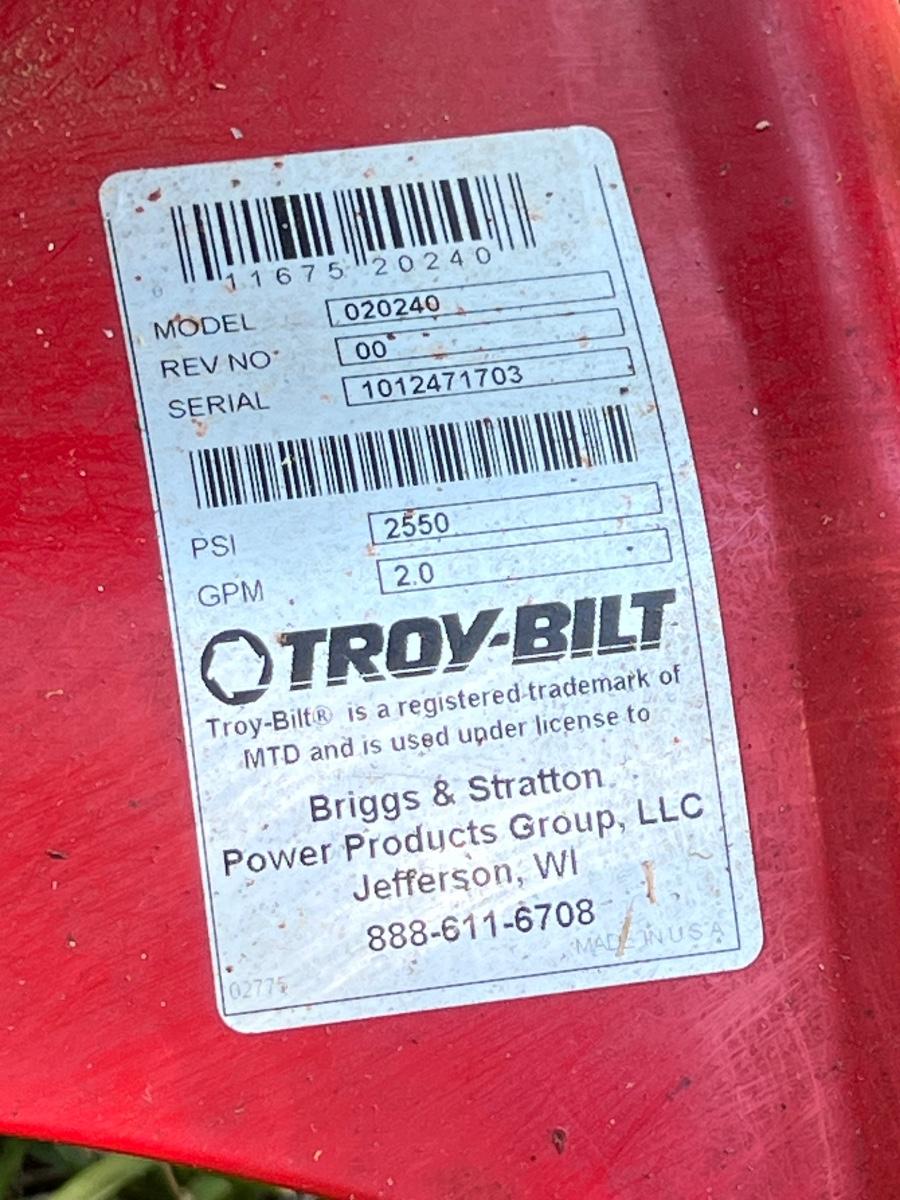 11675 20240
MODEL 020240
REV NO 00
SERIAL 1012471703
PSI 2550
GPM 2.0
TROY-BILT
Troy-Bilt® is a registered trademark of
MTD and is used under license to
Briggs & Stratton
Power Products Group, LLC
Jefferson, WI
888-611-6708
MADE IN USA
02775